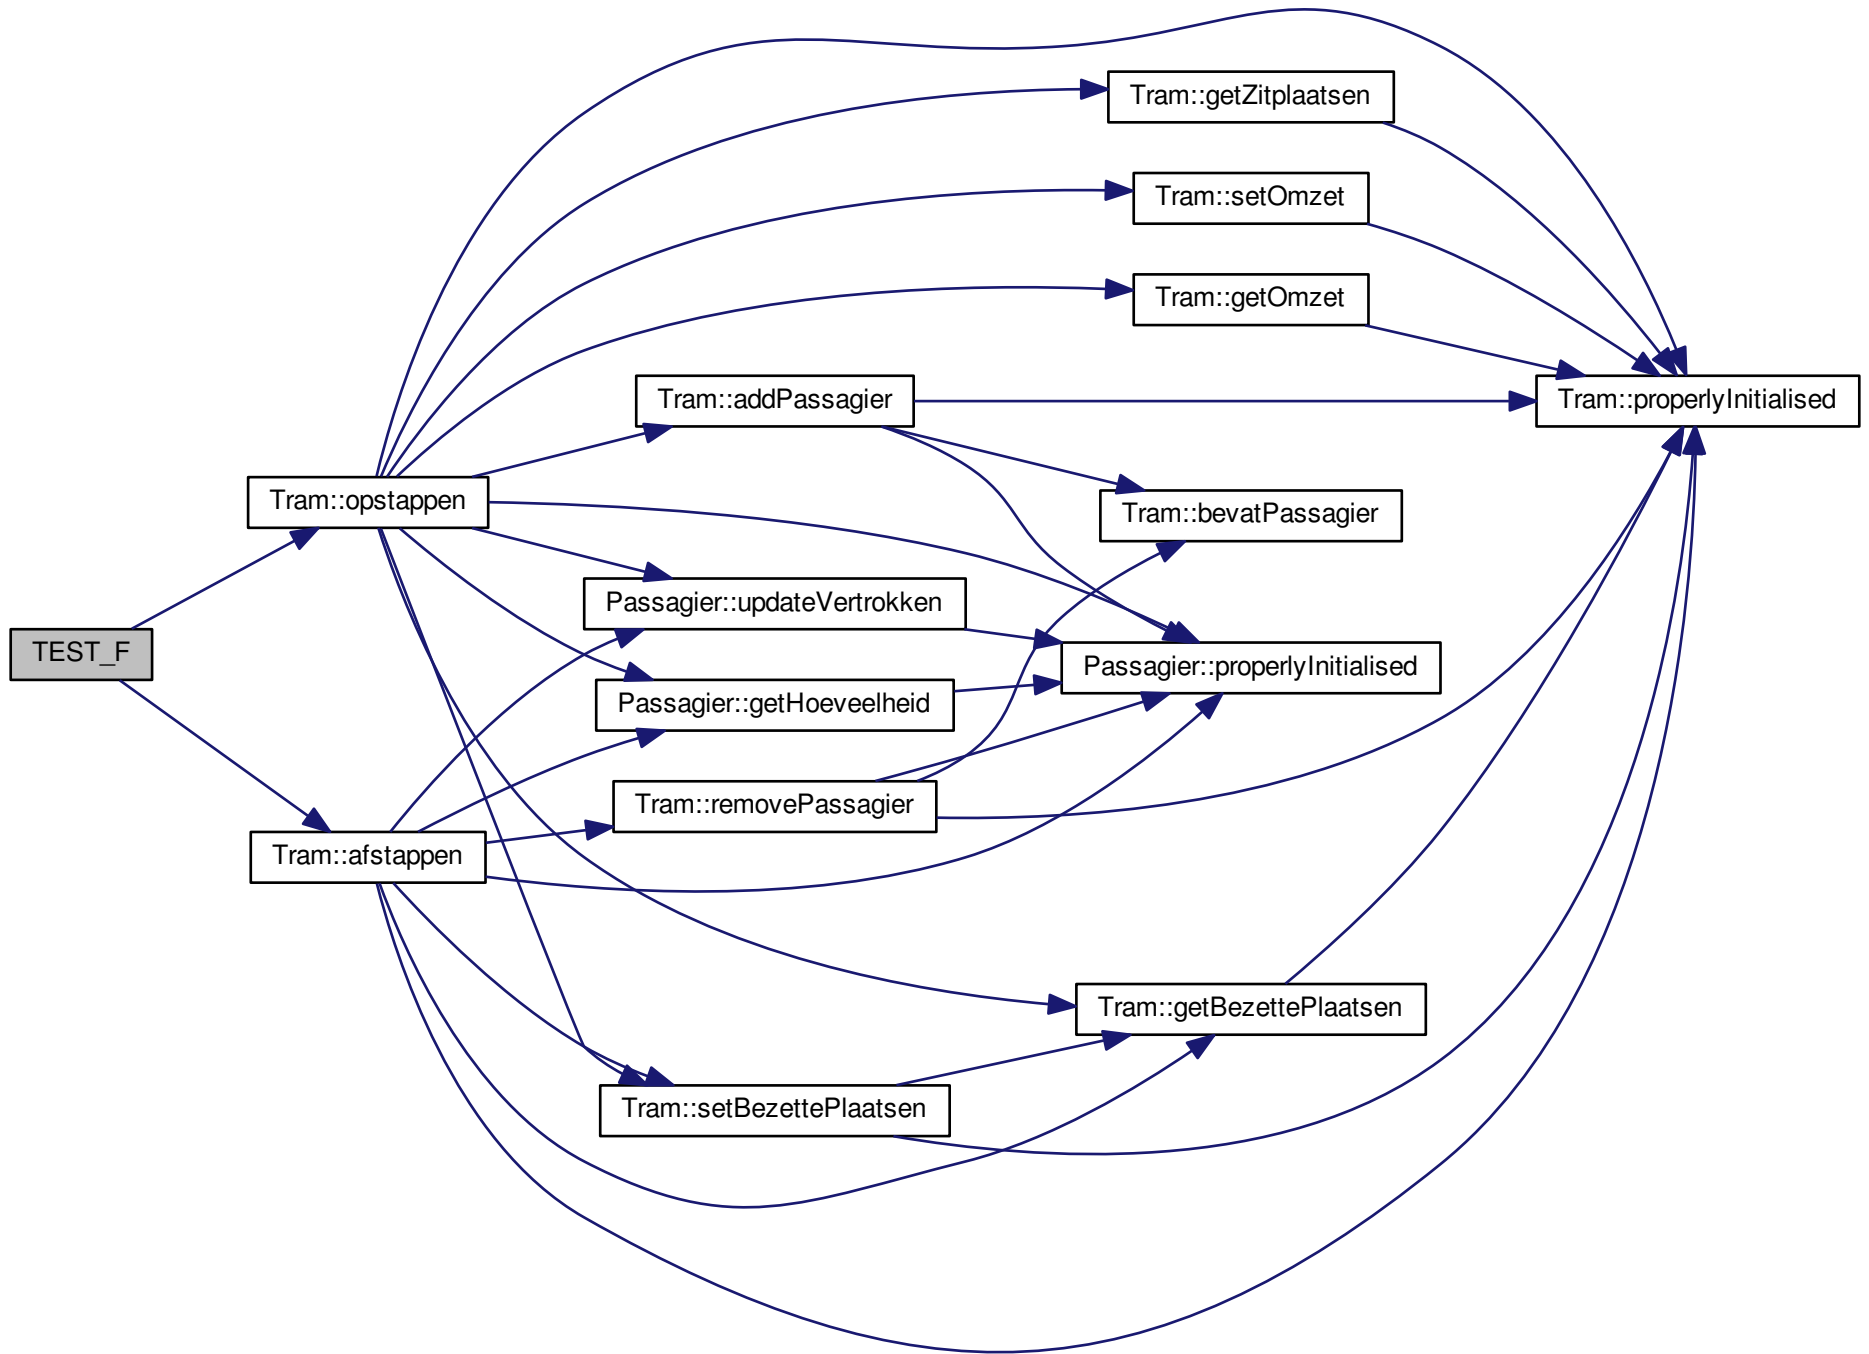 Tram::getZitplaatsen
Tram::setOmzet
Tram::getOmzet
Tram::addPassagier
Tram::properlyInitialised
Tram::opstappen
Tram::bevatPassagier
Passagier::updateVertrokken
TEST_F
Passagier::properlyInitialised
Passagier::getHoeveelheid
Tram::removePassagier
Tram::afstappen
Tram::getBezettePlaatsen
Tram::setBezettePlaatsen